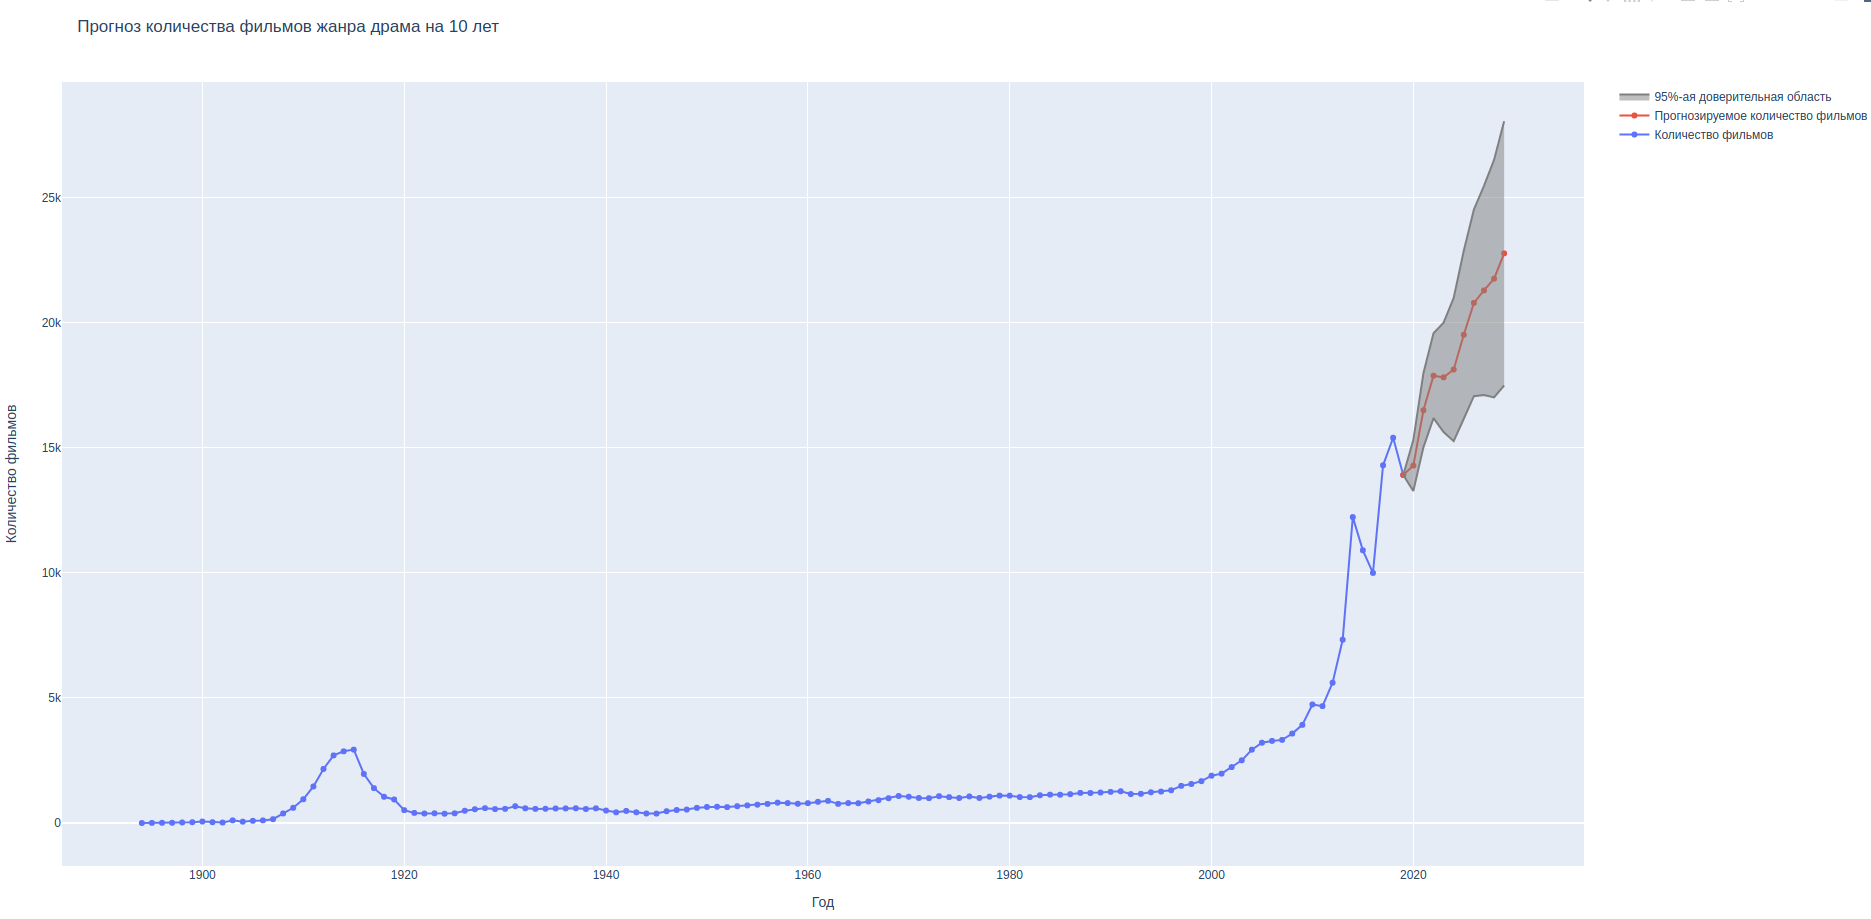 Прогноз количества фильмов жанра драма на 10 лет
95%-ая доверительная область
Прогнозируемое количество фильмов
Количество фильмов
25k
20k
15k
10k
5k
0
Количество фильмов
1900 1920 1940 1960 1980 2000 2020
Год